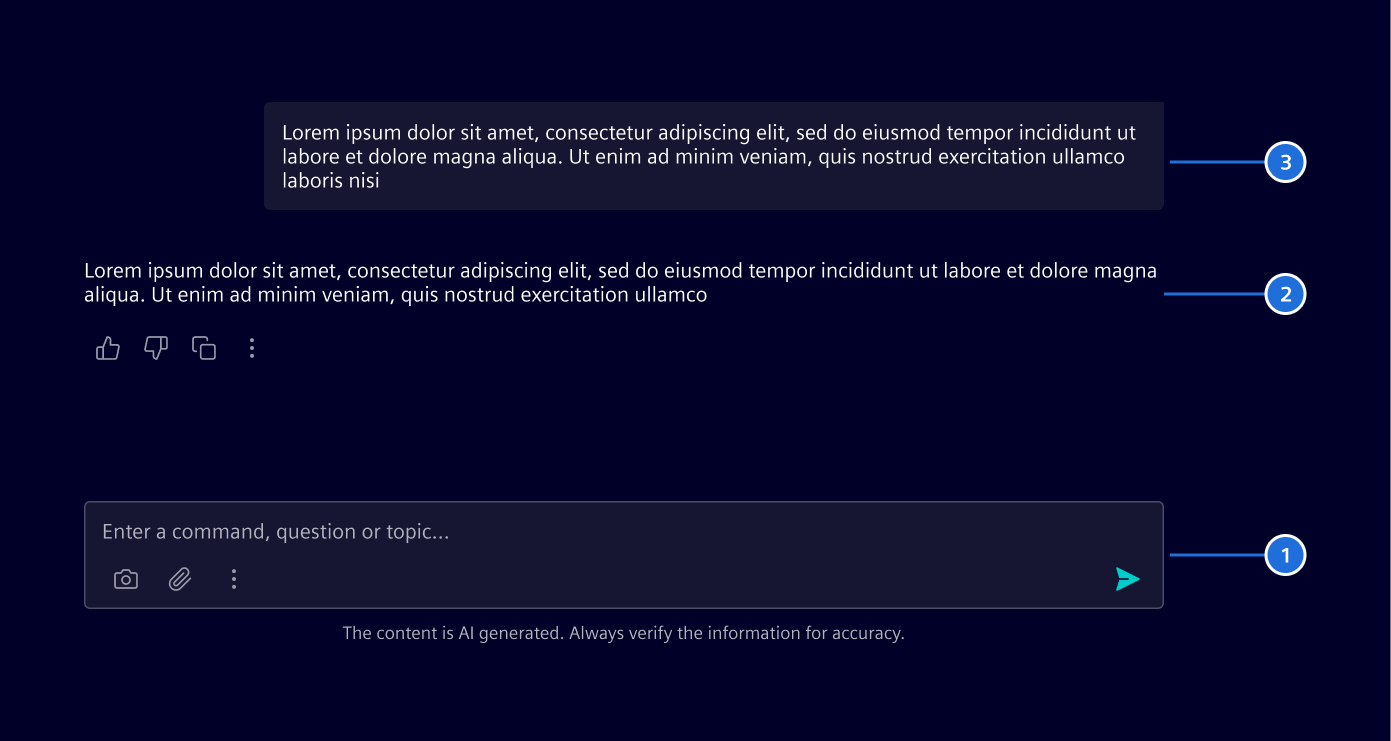 Lorem ipsum dolor sit amet, consectetur adipiscing elit, sed do eiusmod tempor incididunt ut
labore et dolore magna aliqua. Ut enim ad minim veniam, quis nostrud exercitation ullamco
laboris nisi
3
Lorem ipsum dolor sit amet, consectetur adipiscing elit, sed do eiusmod tempor incididunt ut labore et dolore magna
aliqua. Ut enim ad minim veniam, quis nostrud exercitation ullamco
2
Enter a command, question or topic...
1
The content is AI generated. Always verify the information for accuracy.